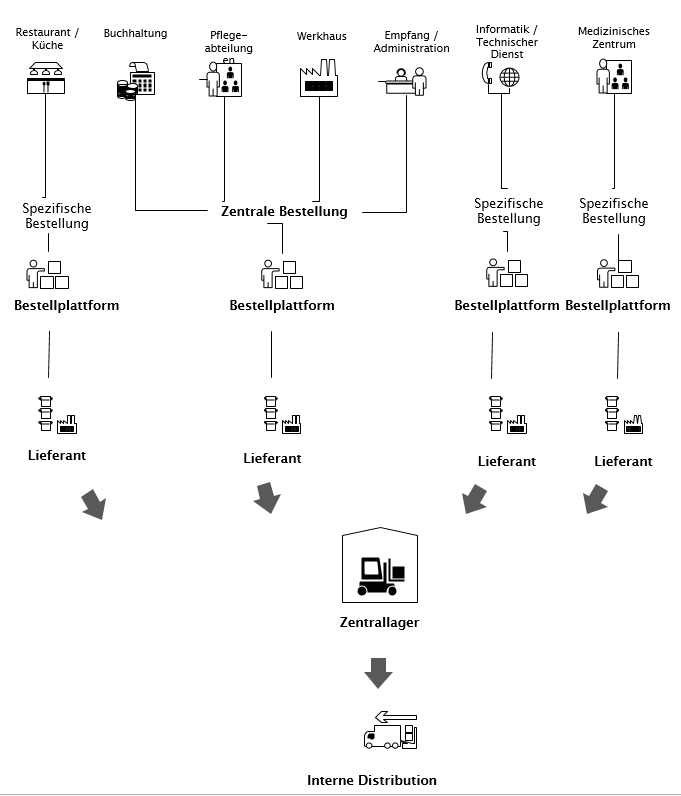 Restaurant /
Küche
Buchhaltung
Pflege-
abteilung
en
Werkhaus
Empfang /
Administration
Informatik /
Technischer
Dienst
Medizinisches
Zentrum
Spezifische
Bestellung
Zentrale Bestellung
Spezifische
Bestellung
Spezifische
Bestellung
Bestellplattform
Bestellplattform
Bestellplattform
Bestellplattform
Lieferant
Lieferant
Lieferant
Lieferant
Zentrallager
Interne Distribution